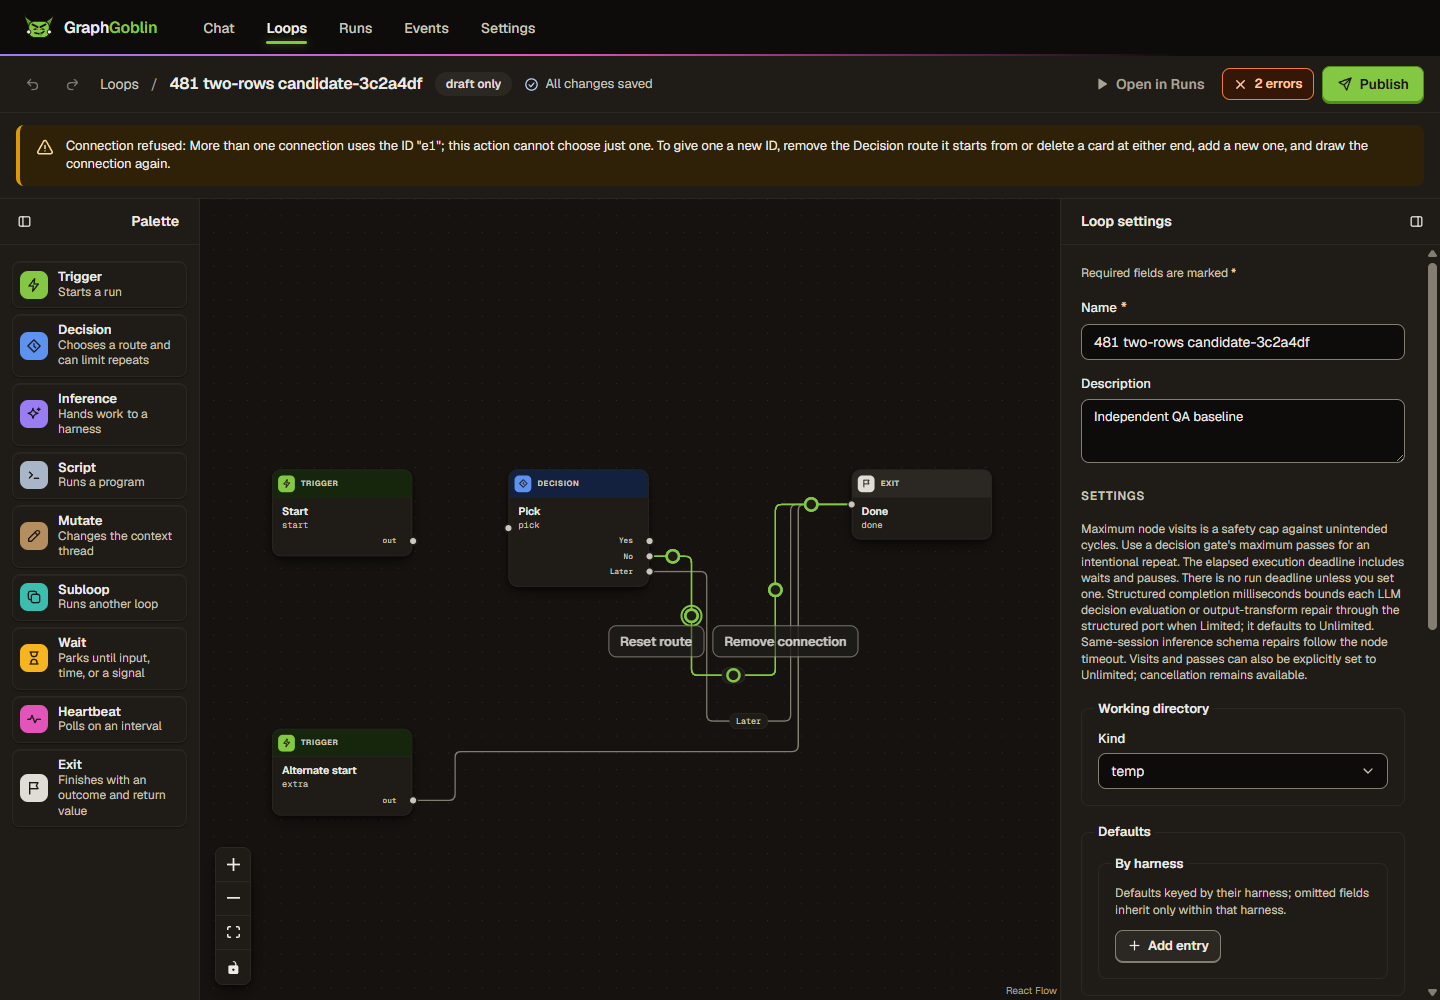 GraphGoblin
Chat
Loops
Runs
Events
Settings
Loops / 481 two-rows candidate-3c2a4df
draft only
All changes saved
Open in Runs
2 errors
Publish
Connection refused: More than one connection uses the ID "e1"; this action cannot choose just one. To give one a new ID, remove the Decision route it starts from or delete a card at either end, add a new one, and draw the
connection again.
Palette
Trigger
Starts a run
Decision
Chooses a route and
can limit repeats
Inference
Hands work to a
harness
Script
Runs a program
Mutate
Changes the context
thread
Subloop
Runs another loop
Wait
Parks until input,
time, or a signal
Heartbeat
Polls on an interval
Exit
Finishes with an
outcome and return
value
TRIGGER
Start
start
out
DECISION
Pick
pick
Yes
No
Later
EXIT
Done
done
Reset route
Remove connection
Later
TRIGGER
Alternate start
extra
out
React Flow
Loop settings
Required fields are marked *
Name *
481 two-rows candidate-3c2a4df
Description
Independent QA baseline
SETTINGS
Maximum node visits is a safety cap against unintended
cycles. Use a decision gate's maximum passes for an
intentional repeat. The elapsed execution deadline includes
waits and pauses. There is no run deadline unless you set
one. Structured completion milliseconds bounds each LLM
decision evaluation or output-transform repair through the
structured port when Limited; it defaults to Unlimited.
Same-session inference schema repairs follow the node
timeout. Visits and passes can also be explicitly set to
Unlimited; cancellation remains available.
Working directory
Kind
temp
Defaults
By harness
Defaults keyed by their harness; omitted fields
inherit only within that harness.
Add entry